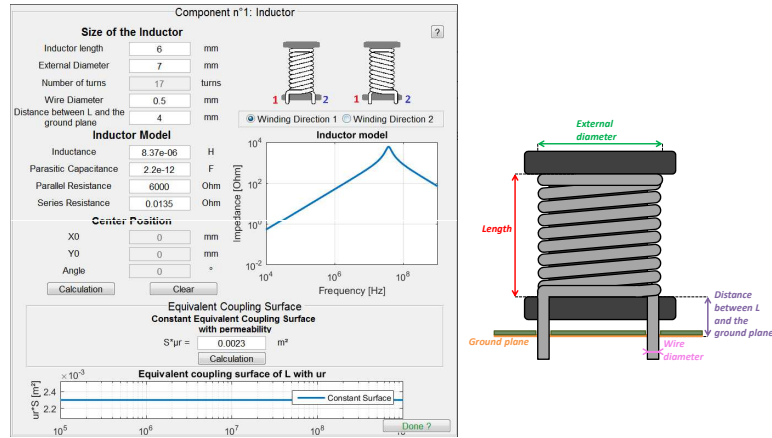 Component n°1: Inductor
Size of the Inductor
?
Inductor length 6 mm
External Diameter 7 mm
Number of turns 17 turns
Wire Diameter 0.5 mm
Distance between L and the
ground plane 4 mm
1 2 1 2
Winding Direction 1 Winding Direction 2
Inductor Model
Inductance 8.37e-06 H
Parasitic Capacitance 2.2e-12 F
Parallel Resistance 6000 Ohm
Series Resistance 0.0135 Ohm
Center Position
X0 0 mm
Y0 0 mm
Angle 0 °
Calculation Clear
Inductor model
Impedance [Ohm]
10^4
10^2
10^0
10^-2
10^4 10^6 10^8
Frequency [Hz]
Equivalent Coupling Surface
Constant Equivalent Coupling Surface
with permeability
S*µr = 0.0023 m²
Calculation
Equivalent coupling surface of L with ur
×10^-3
ur*S [m²]
2.4
2.2
Constant Surface
10^5 10^6 10^7 10^8
Done ?
External
diameter
Length
Distance
between L
and the
ground plane
Ground plane
Wire
diameter